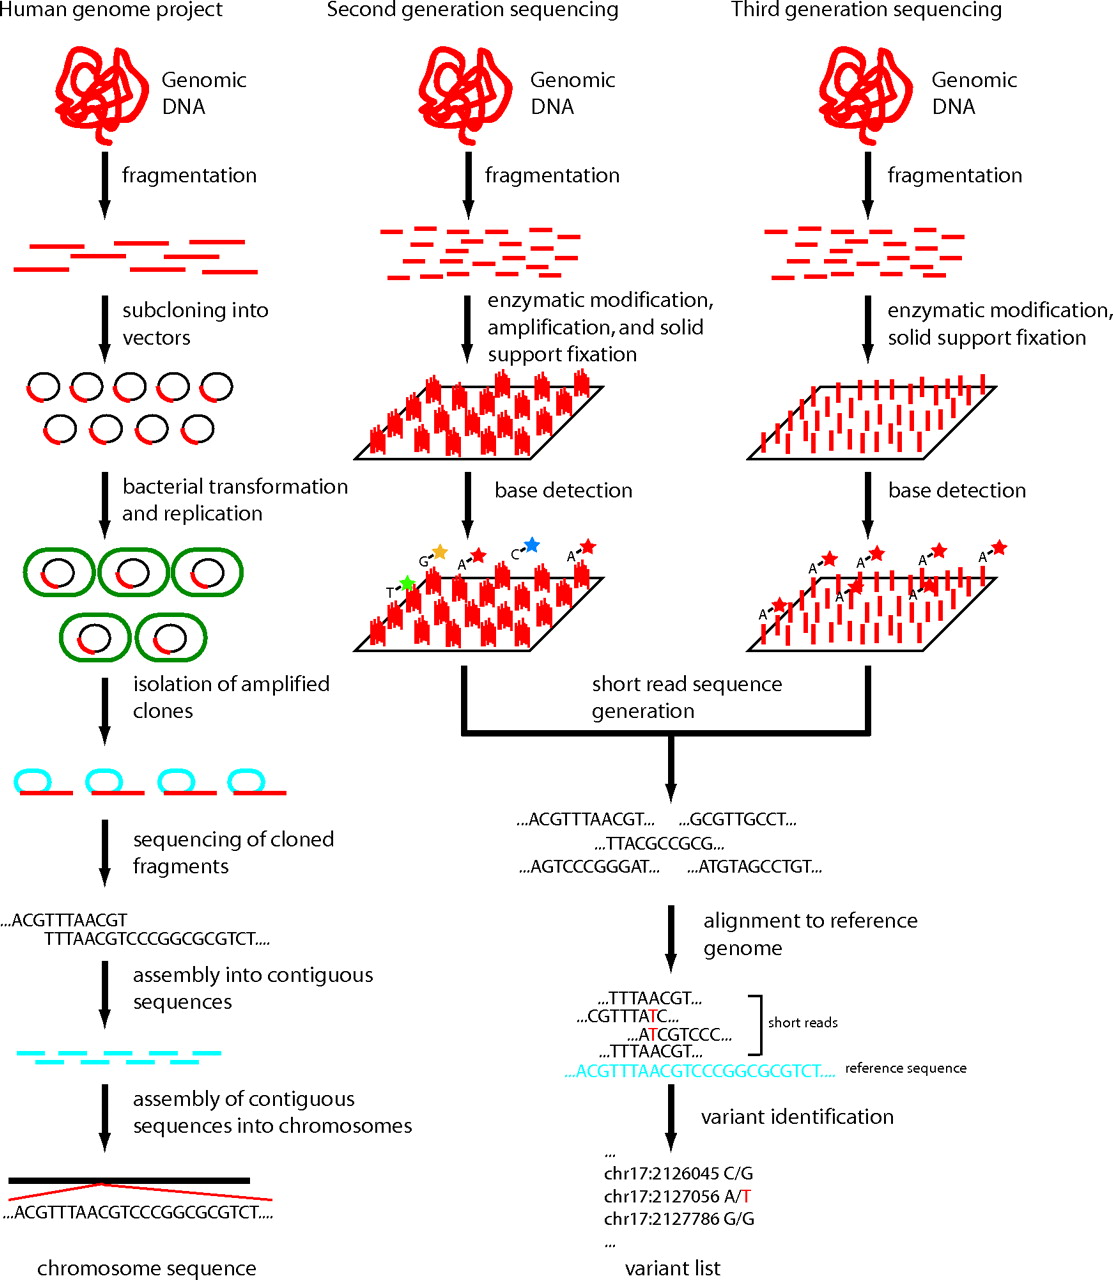 Human genome project
Genomic
DNA
fragmentation
subcloning into
vectors
bacterial transformation
and replication
isolation of amplified
clones
sequencing of cloned
fragments
...ACGTTTAACGT
TTTAACGTCCCGGCGCGTCT....
assembly into contiguous
sequences
assembly of contiguous
sequences into chromosomes
...ACGTTTAACGTCCCGGCGCGTCT....
chromosome sequence
Second generation sequencing
Genomic
DNA
fragmentation
enzymatic modification,
amplification, and solid
support fixation
base detection
G
A
C
A
T
Third generation sequencing
Genomic
DNA
fragmentation
enzymatic modification,
solid support fixation
base detection
A
A
A
A
A
A
A
short read sequence
generation
...ACGTTTAACGT... ...GCGTTGCCT...
...TTACGCCGCG...
...AGTCCCGGGAT... ...ATGTAGCCTGT...
alignment to reference
genome
...TTTAACGT...
...CGTTTATC...
...ATCGTCCC...
...TTTAACGT...
short reads
...ACGTTTAACGTCCCGGCGCGTCT....
reference sequence
variant identification
...
chr17:2126045 C/G
chr17:2127056 A/T
chr17:2127786 G/G
...
variant list